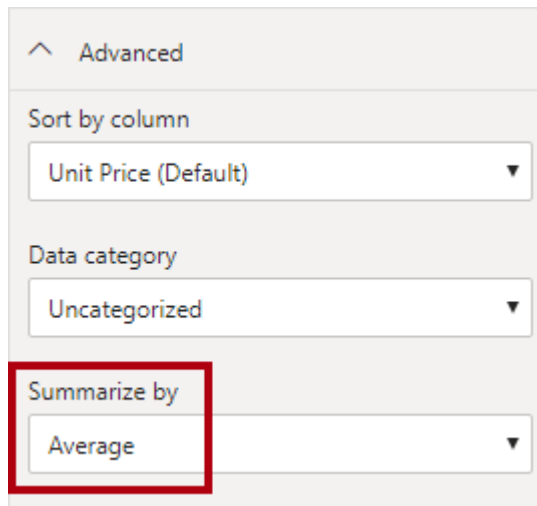 Advanced
Sort by column
Unit Price (Default)
Data category
Uncategorized
Summarize by
Average